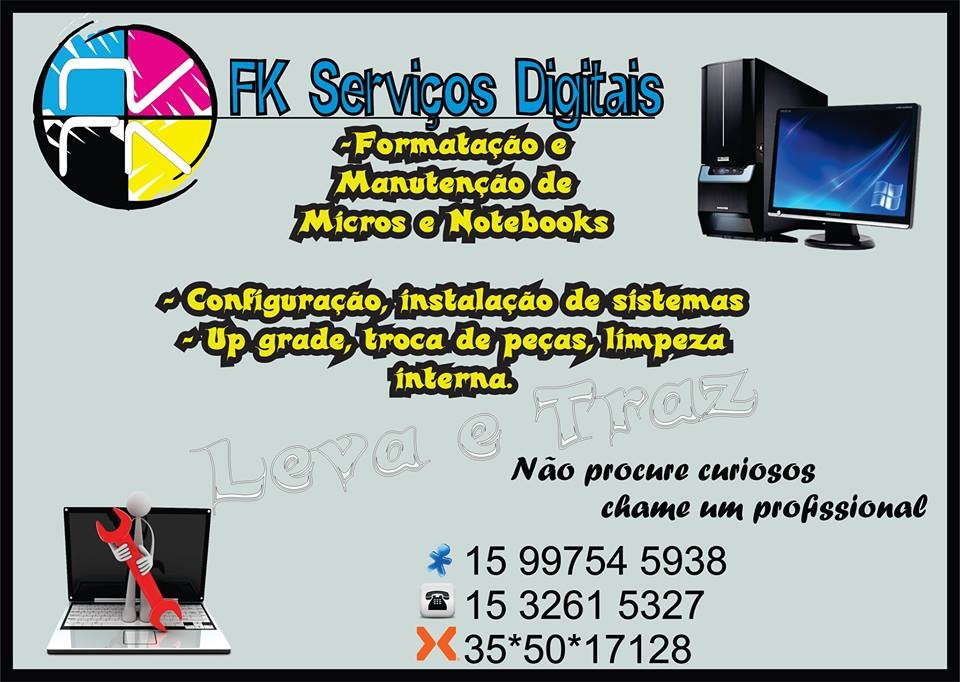 FK Serviços Digitais
-Formatação e
Manutenção de
Micros e Notebooks
- Configuração, instalação de sistemas
- Up grade, troca de peças, limpeza
interna.
Leva e Traz
Não procure curiosos
chame um profissional
15 99754 5938
15 3261 5327
35*50*17128